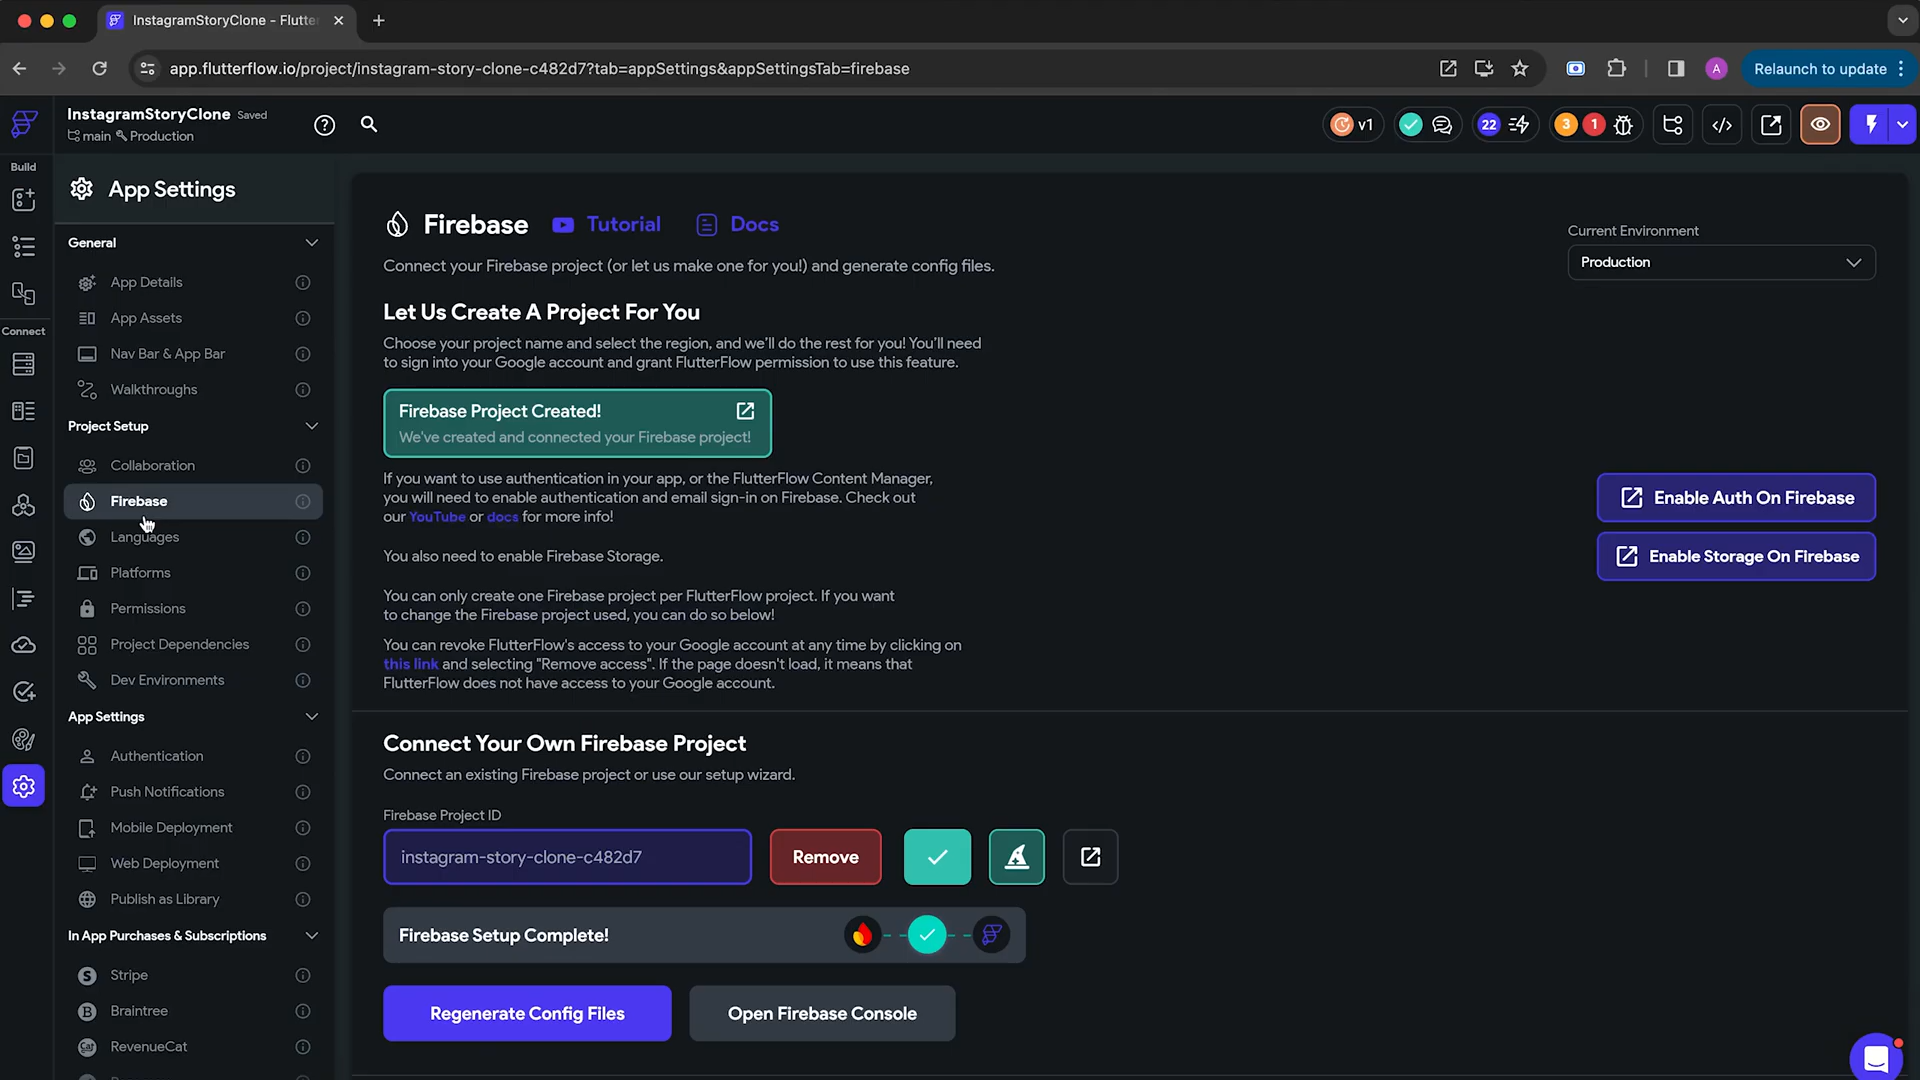 InstagramStoryClone - Flutte
app.flutterflow.io/project/instagram-story-clone-c482d7?tab=appSettings&appSettingsTab=firebase
A
Relaunch to update
InstagramStoryClone Saved
main Production
v1
22
3
1
Build
Connect
App Settings
General
App Details
App Assets
Nav Bar & App Bar
Walkthroughs
Project Setup
Collaboration
Firebase
Languages
Platforms
Permissions
Project Dependencies
Dev Environments
App Settings
Authentication
Push Notifications
Mobile Deployment
Web Deployment
Publish as Library
In App Purchases & Subscriptions
Stripe
Braintree
RevenueCat
Firebase Tutorial Docs
Connect your Firebase project (or let us make one for you!) and generate config files.
Current Environment
Production
Let Us Create A Project For You
Choose your project name and select the region, and we'll do the rest for you! You'll need
to sign into your Google account and grant FlutterFlow permission to use this feature.
Firebase Project Created!
We've created and connected your Firebase project!
If you want to use authentication in your app, or the FlutterFlow Content Manager,
you will need to enable authentication and email sign-in on Firebase. Check out
our YouTube or docs for more info!
You also need to enable Firebase Storage.
Enable Auth On Firebase
Enable Storage On Firebase
You can only create one Firebase project per FlutterFlow project. If you want
to change the Firebase project used, you can do so below!
You can revoke FlutterFlow's access to your Google account at any time by clicking on
this link and selecting "Remove access". If the page doesn't load, it means that
FlutterFlow does not have access to your Google account.
Connect Your Own Firebase Project
Connect an existing Firebase project or use our setup wizard.
Firebase Project ID
instagram-story-clone-c482d7
Remove
Firebase Setup Complete!
Regenerate Config Files
Open Firebase Console